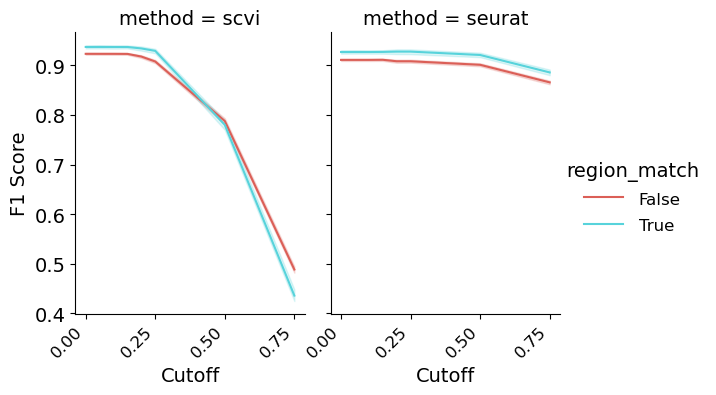 method = scvi
method = seurat
F1 Score
0.9
0.8
0.7
0.6
0.5
0.4
0.00
0.25
0.50
0.75
0.00
0.25
0.50
0.75
Cutoff
Cutoff
region_match
False
True